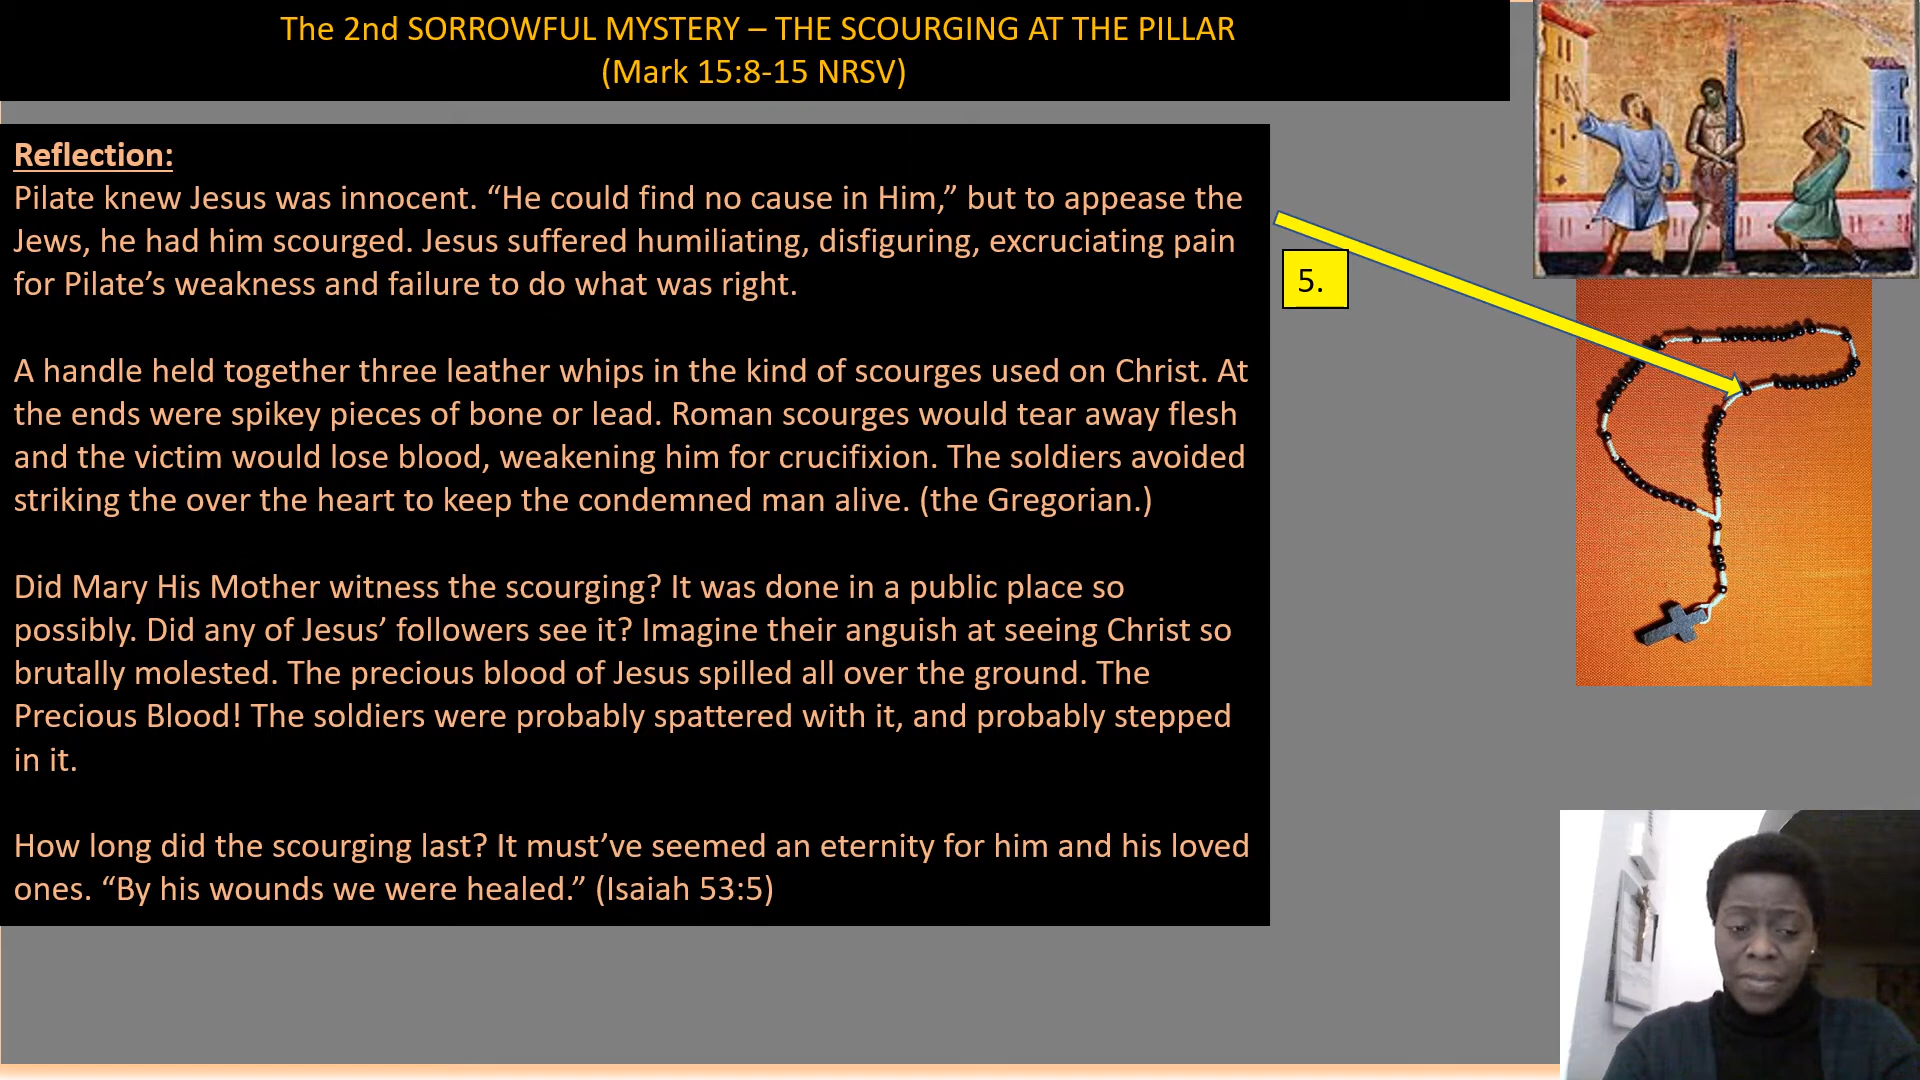 The 2nd SORROWFUL MYSTERY – THE SCOURGING AT THE PILLAR
(Mark 15:8-15 NRSV)
Reflection:
Pilate knew Jesus was innocent. “He could find no cause in Him,” but to appease the
Jews, he had him scourged. Jesus suffered humiliating, disfiguring, excruciating pain
for Pilate’s weakness and failure to do what was right.
A handle held together three leather whips in the kind of scourges used on Christ. At
the ends were spikey pieces of bone or lead. Roman scourges would tear away flesh
and the victim would lose blood, weakening him for crucifixion. The soldiers avoided
striking the over the heart to keep the condemned man alive. (the Gregorian.)
Did Mary His Mother witness the scourging? It was done in a public place so
possibly. Did any of Jesus’ followers see it? Imagine their anguish at seeing Christ so
brutally molested. The precious blood of Jesus spilled all over the ground. The
Precious Blood! The soldiers were probably spattered with it, and probably stepped
in it.
How long did the scourging last? It must’ve seemed an eternity for him and his loved
ones. “By his wounds we were healed.” (Isaiah 53:5)
5.